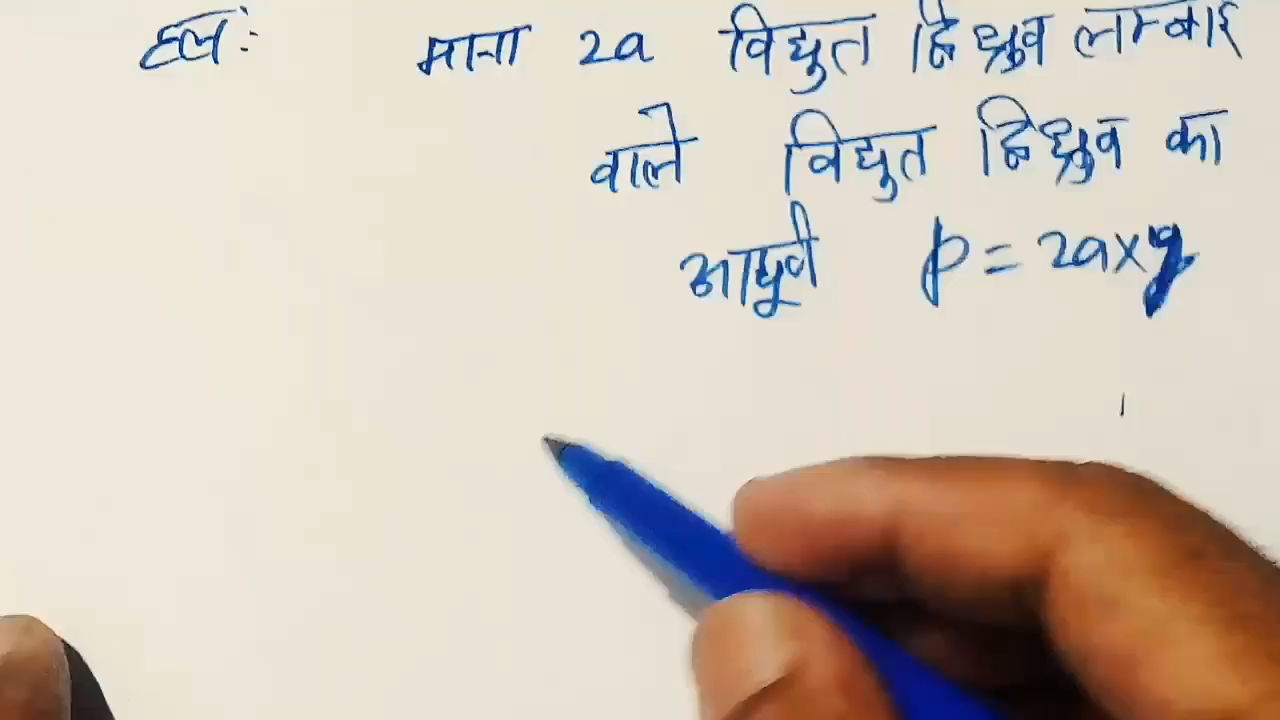 हलः- माना 2a विद्युत द्विध्रुव लम्बाई
वाले विद्युत द्विध्रुव का
आघूर्ण p = 2a×q